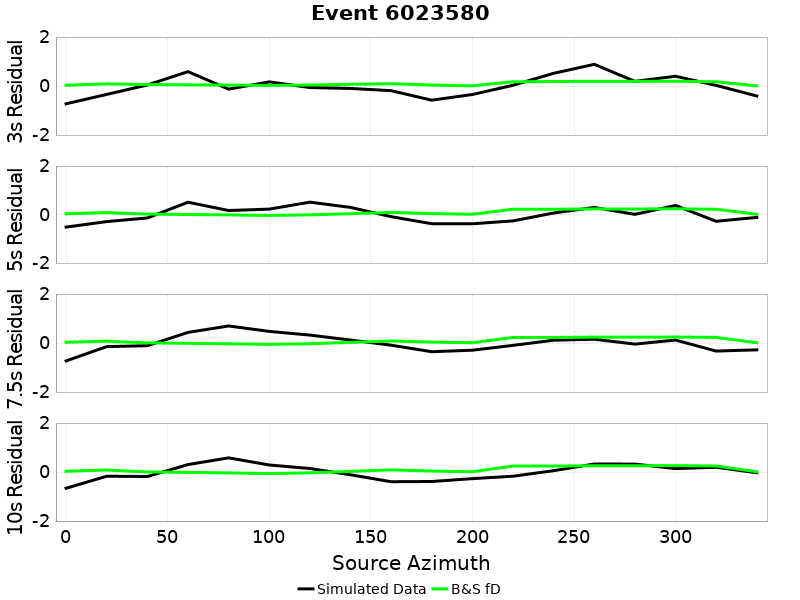 Event 6023580
3s Residual
2
0
-2
5s Residual
2
0
-2
7.5s Residual
2
0
-2
10s Residual
2
0
-2
0 50 100 150 200 250 300
Source Azimuth
Simulated Data B&S fD